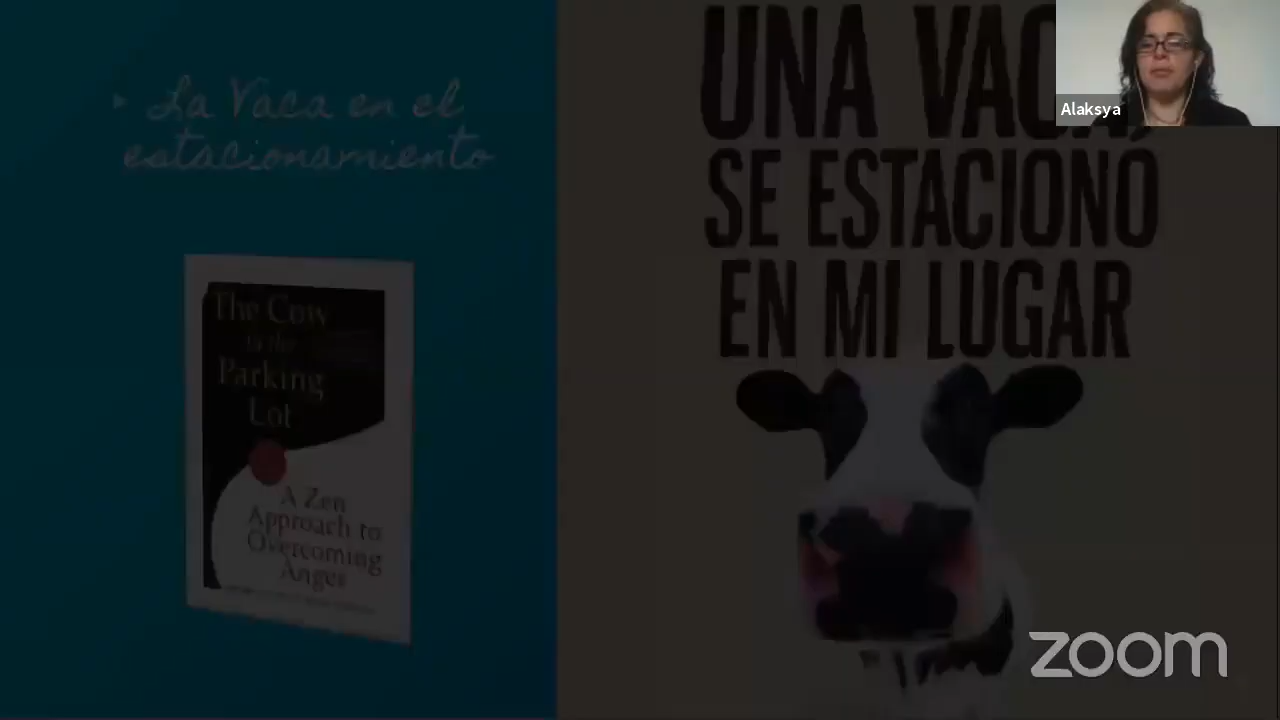 La Vaca en el
estacionamiento
The Cow
in the
Parking
Lot
A Zen
Approach to
Overcoming
Anger
UNA VACA,
SE ESTACIONÓ
EN MI LUGAR
Alaksya
zoom